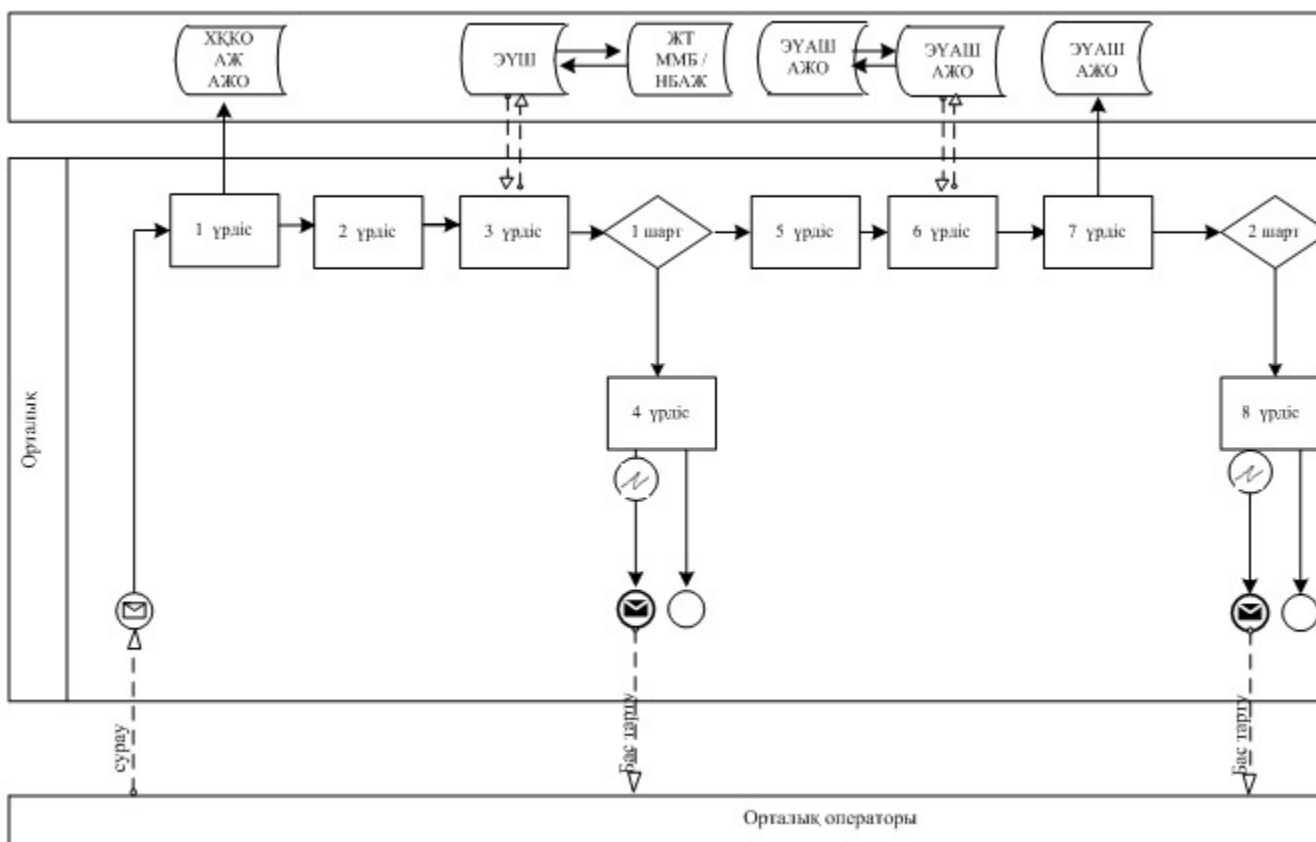 ХҚКО
АЖ
АЖО
ЭҮШ
ЖТ
ММБ /
НБАЖ
ЭҮАШ
АЖО
ЭҮАШ
АЖО
ЭҮАШ
АЖО
1 үрдіс
2 үрдіс
3 үрдіс
1 шарт
5 үрдіс
6 үрдіс
7 үрдіс
2 шарт
4 үрдіс
8 үрдіс
Орталық
сұрау
Бас тарту
Бас тарту
Орталық операторы